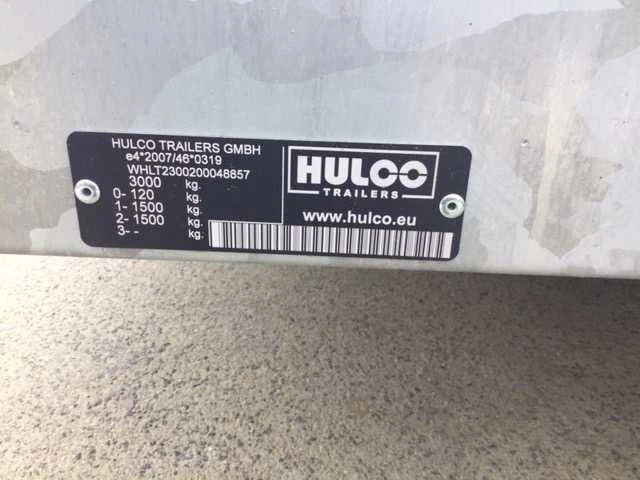 HULCO TRAILERS GMBH
e4*2007/46*0319
WHLT2300200048857
3000 kg.
0- 120 kg.
1- 1500 kg.
2- 1500 kg.
3- - kg.
HULCO
TRAILERS
www.hulco.eu